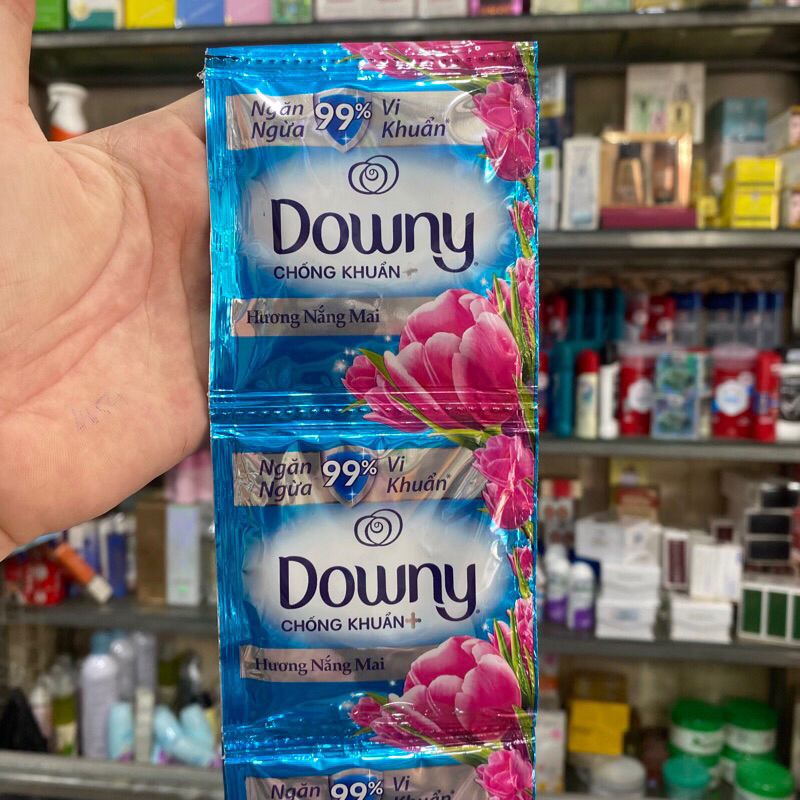 Ngăn Ngừa 99% Vi Khuẩn*
Downy
CHỐNG KHUẨN+
Hương Nắng Mai
Ngăn Ngừa 99% Vi Khuẩn*
Downy
CHỐNG KHUẨN+
Hương Nắng Mai
Ngăn 99% Vi Khuẩn*